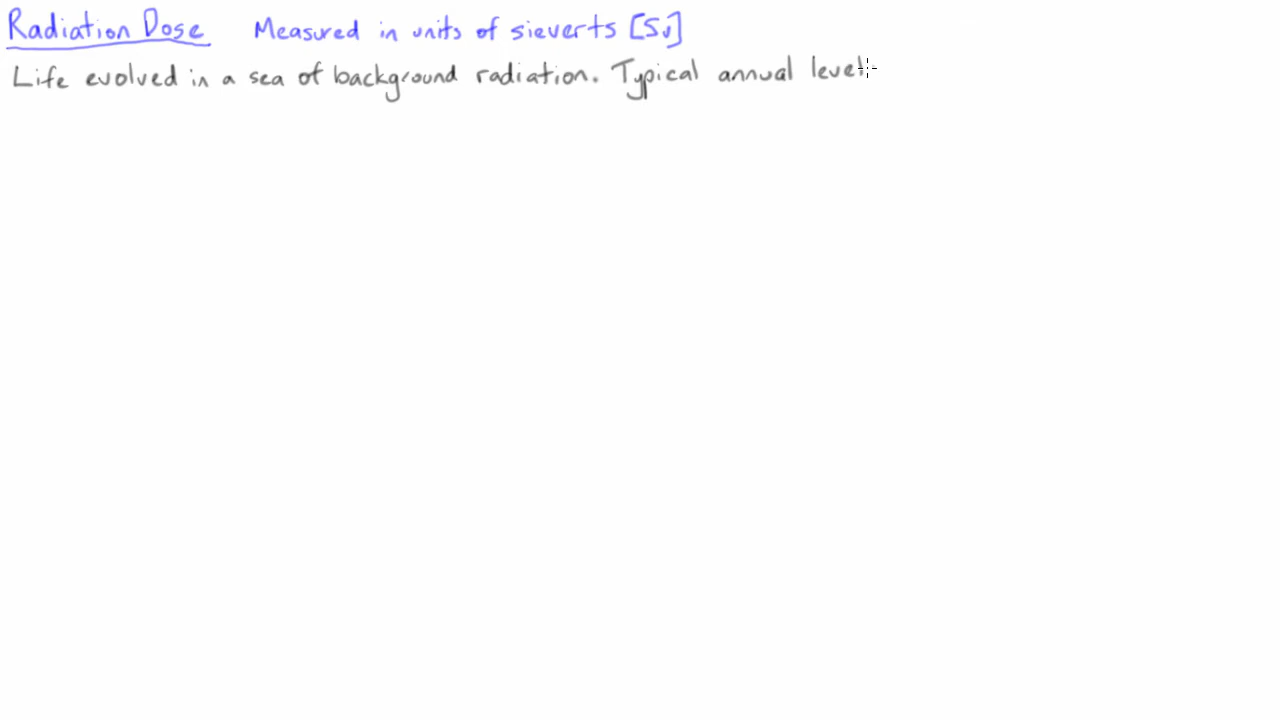 Radiation Dose Measured in units of sieverts [Sv]
Life evolved in a sea of background radiation. Typical annual level